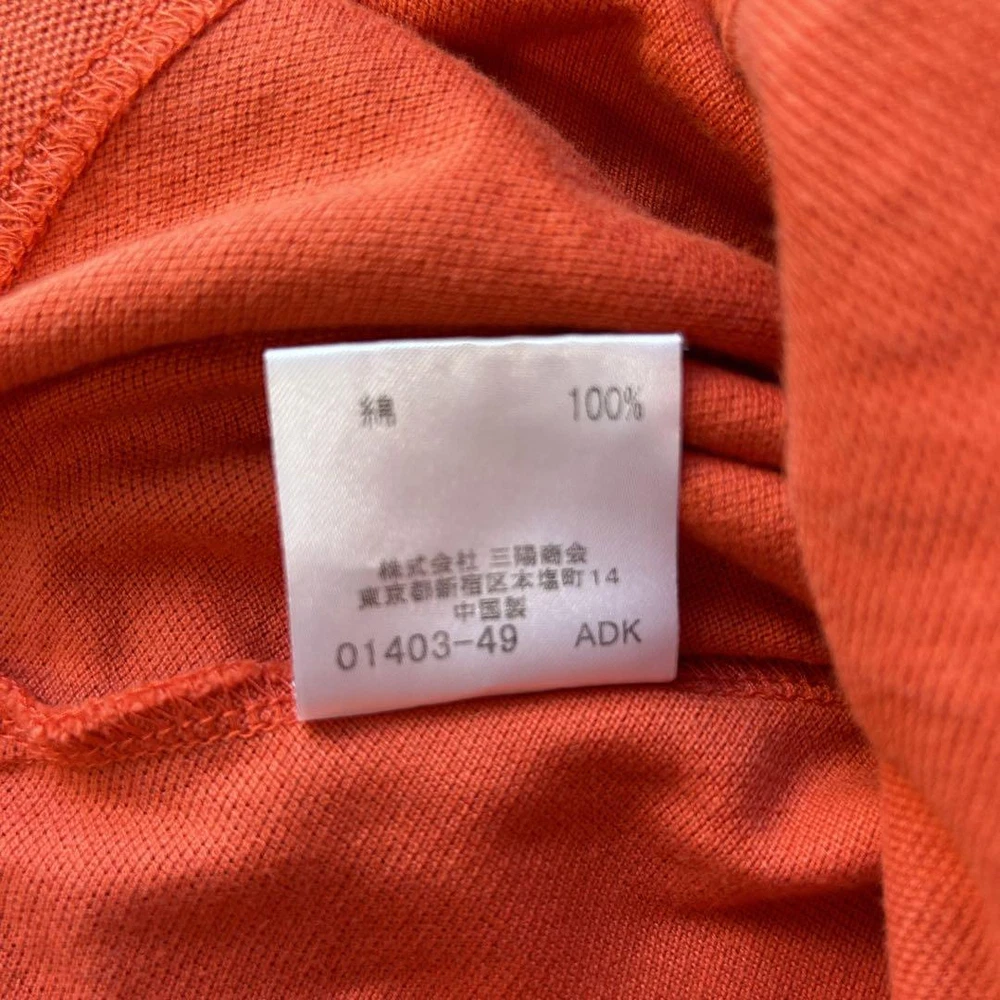 綿 100%
株式会社 三陽商会
東京都新宿区本塩町14
中国製
01403-49 ADK